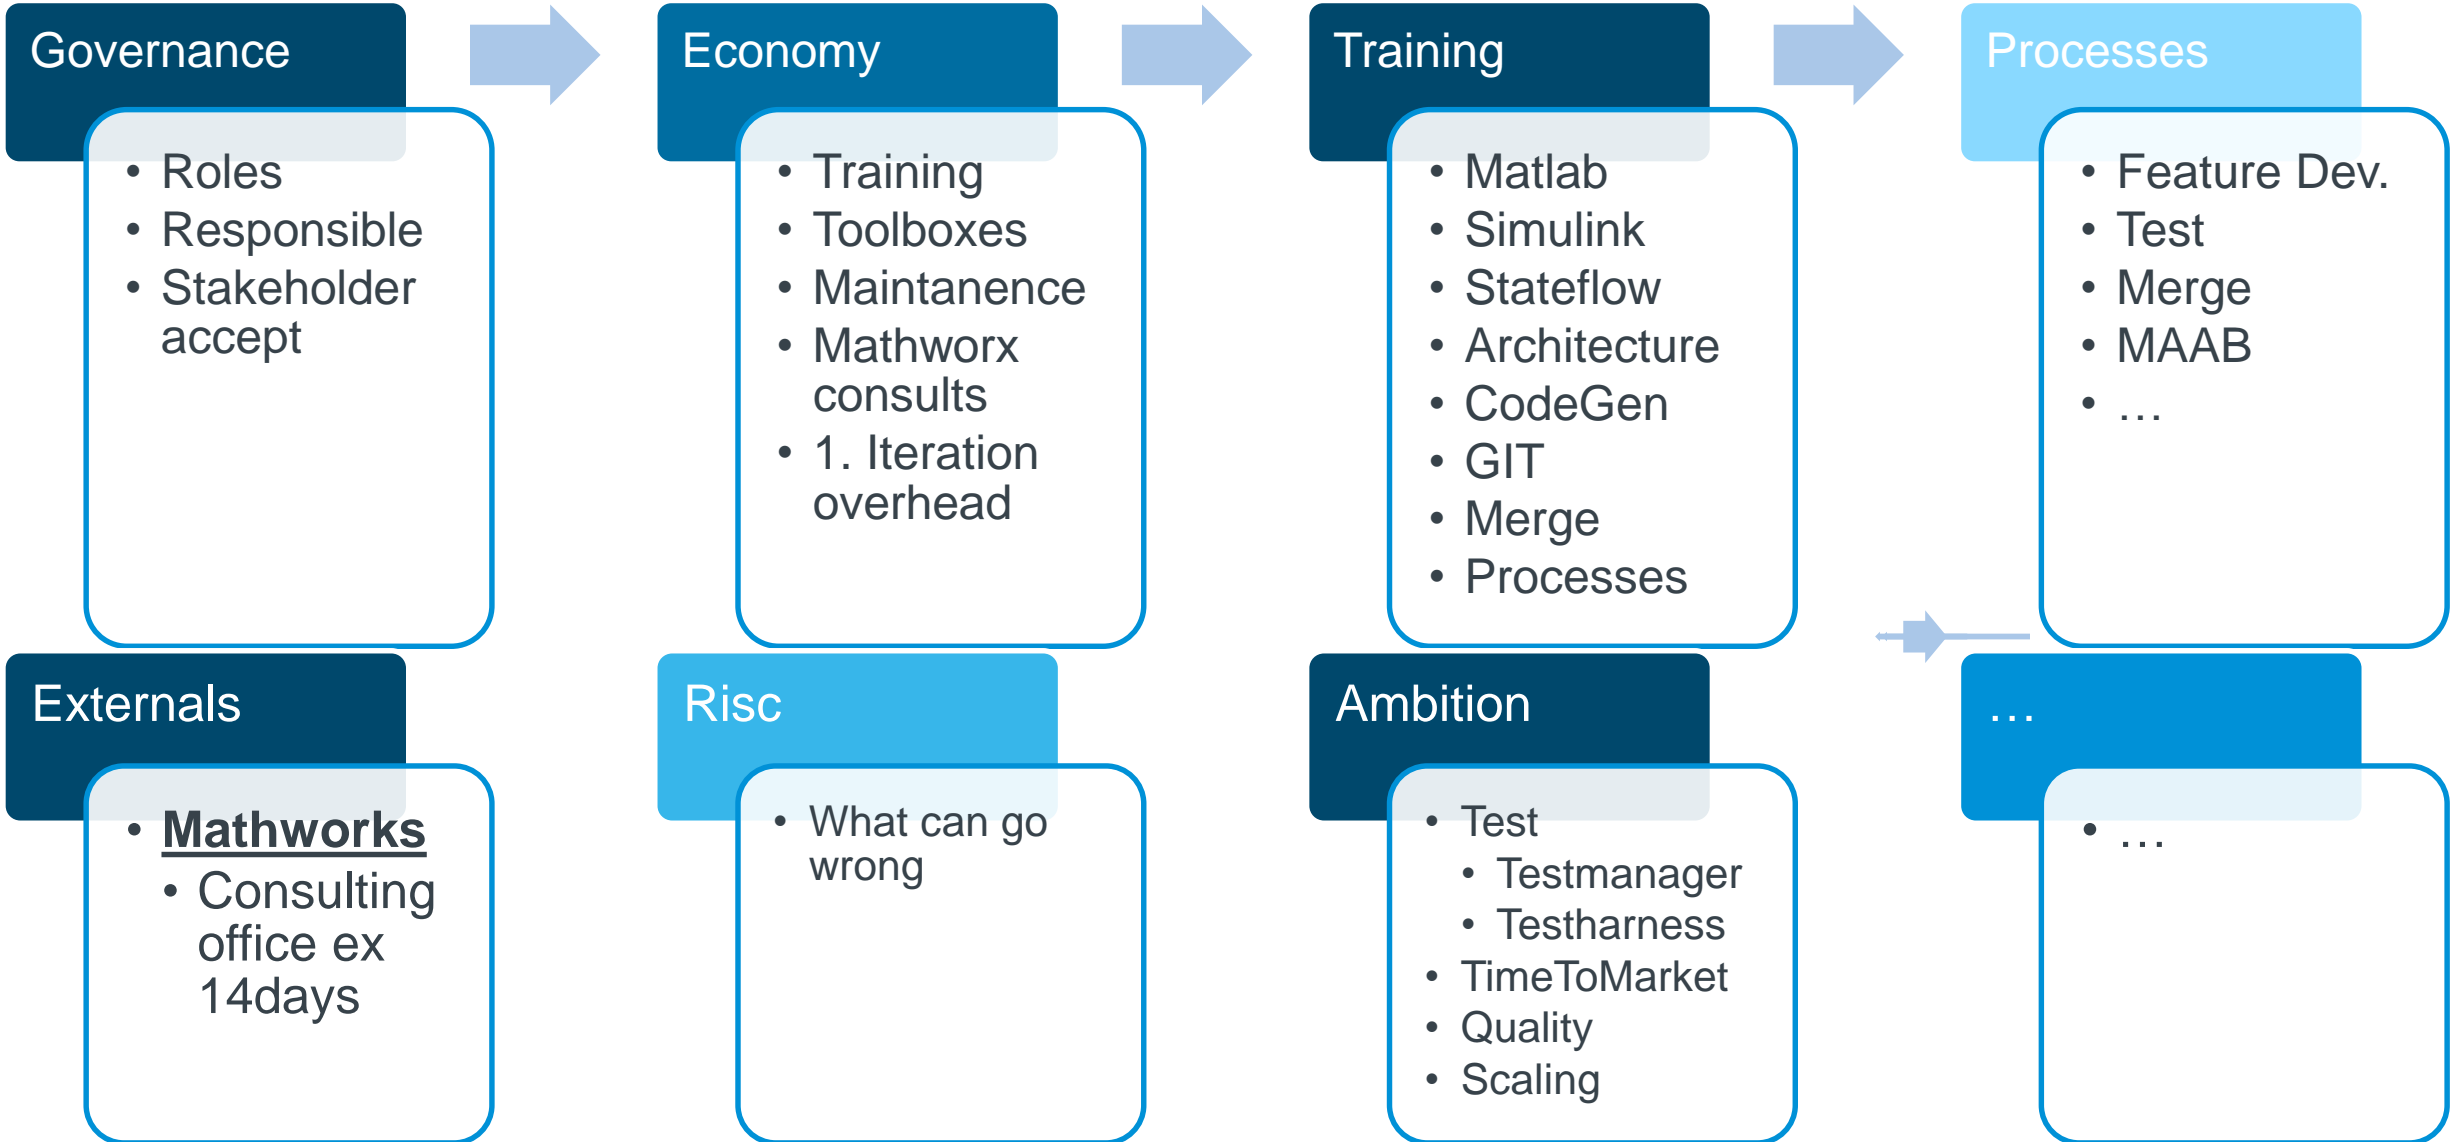 Governance
• Roles
• Responsible
• Stakeholder
accept
Economy
• Training
• Toolboxes
• Maintanence
• Mathworx
consults
• 1. Iteration
overhead
Training
• Matlab
• Simulink
• Stateflow
• Architecture
• CodeGen
• GIT
• Merge
• Processes
Processes
• Feature Dev.
• Test
• Merge
• MAAB
• …
Externals
• Mathworks
• Consulting
office ex
14days
Risc
• What can go
wrong
Ambition
• Test
• Testmanager
• Testharness
• TimeToMarket
• Quality
• Scaling
…
• …